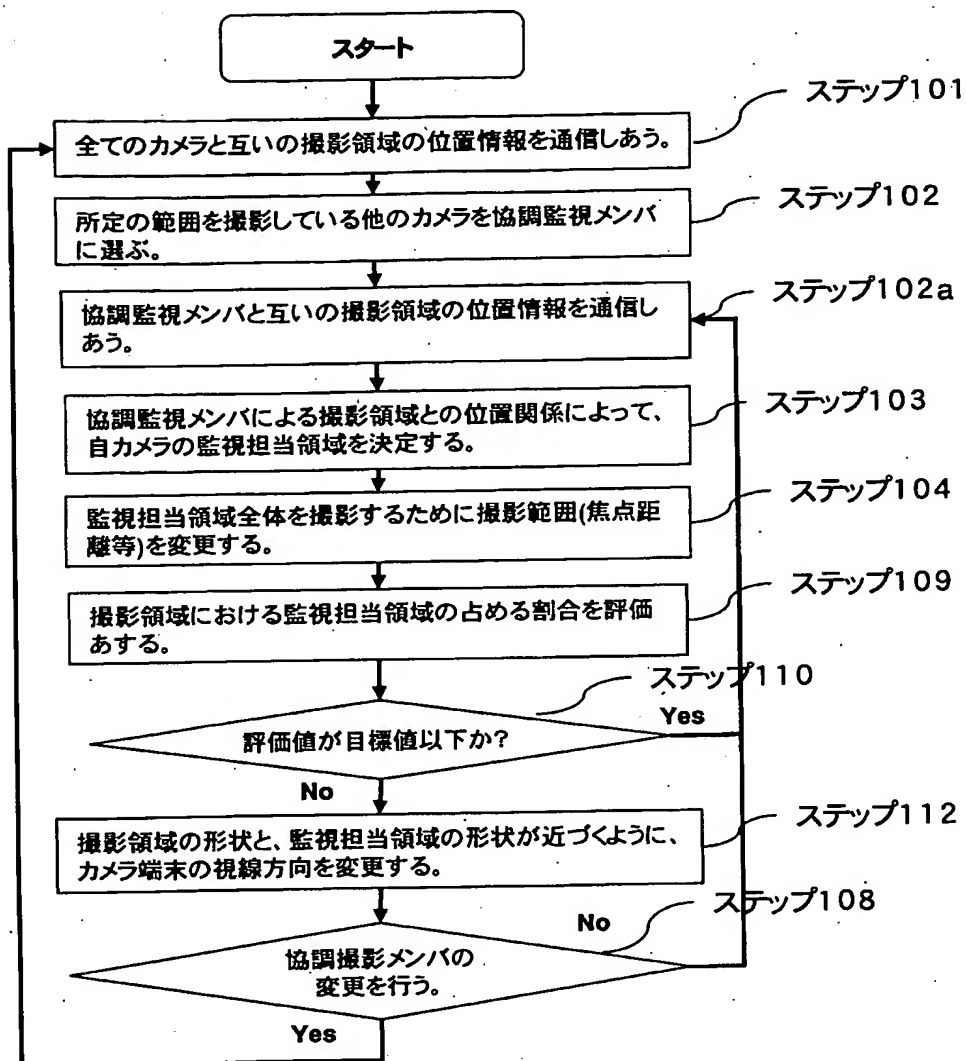 スタート
ステップ101
全てのカメラと互いの撮影領域の位置情報を通信しあう。
ステップ102
所定の範囲を撮影している他のカメラを協調監視メンバ
に選ぶ。
ステップ102a
協調監視メンバと互いの撮影領域の位置情報を通信し
あう。
ステップ103
協調監視メンバによる撮影領域との位置関係によって、
自カメラの監視担当領域を決定する。
ステップ104
監視担当領域全体を撮影するために撮影範囲(焦点距
離等)を変更する。
ステップ109
撮影領域における監視担当領域の占める割合を評価
あする。
ステップ110
評価値が目標値以下か?
Yes
No
ステップ112
撮影領域の形状と、監視担当領域の形状が近づくように、
カメラ端末の視線方向を変更する。
ステップ108
No
協調撮影メンバの
変更を行う。
Yes